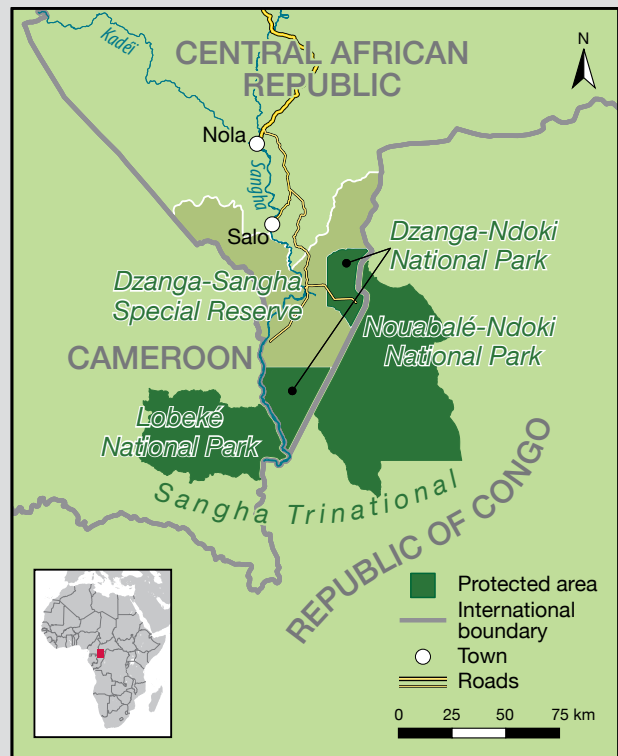 Kadéï
CENTRAL AFRICAN
REPUBLIC
N
Nola
Sangha
Salo
Dzanga-Ndoki
National Park
Dzanga-Sangha
Special Reserve
Nouabalé-Ndoki
National Park
CAMEROON
Lobeké
National Park
Sangha Trinational
REPUBLIC OF CONGO
Protected area
International
boundary
Town
Roads
0 25 50 75 km